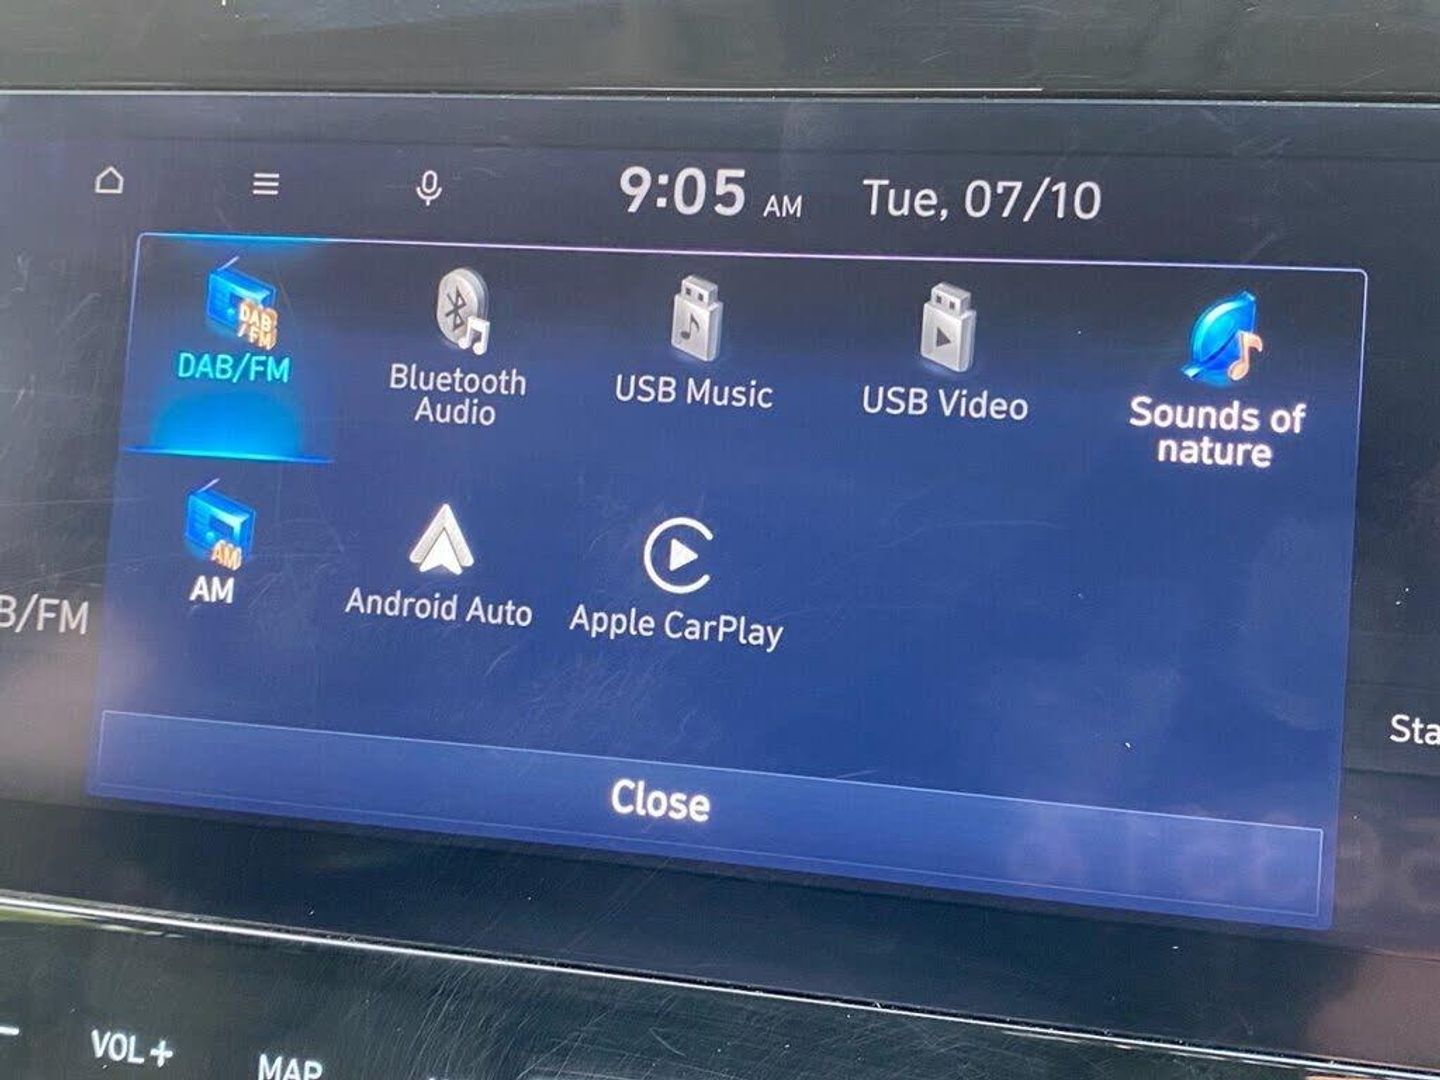 9:05 AM Tue, 07/10
DAB/FM
DAB/FM
Bluetooth
Audio
USB Music
USB Video
Sounds of
nature
AM
AM
Android Auto
Apple CarPlay
B/FM
Sta
Close
VOL+
MAP